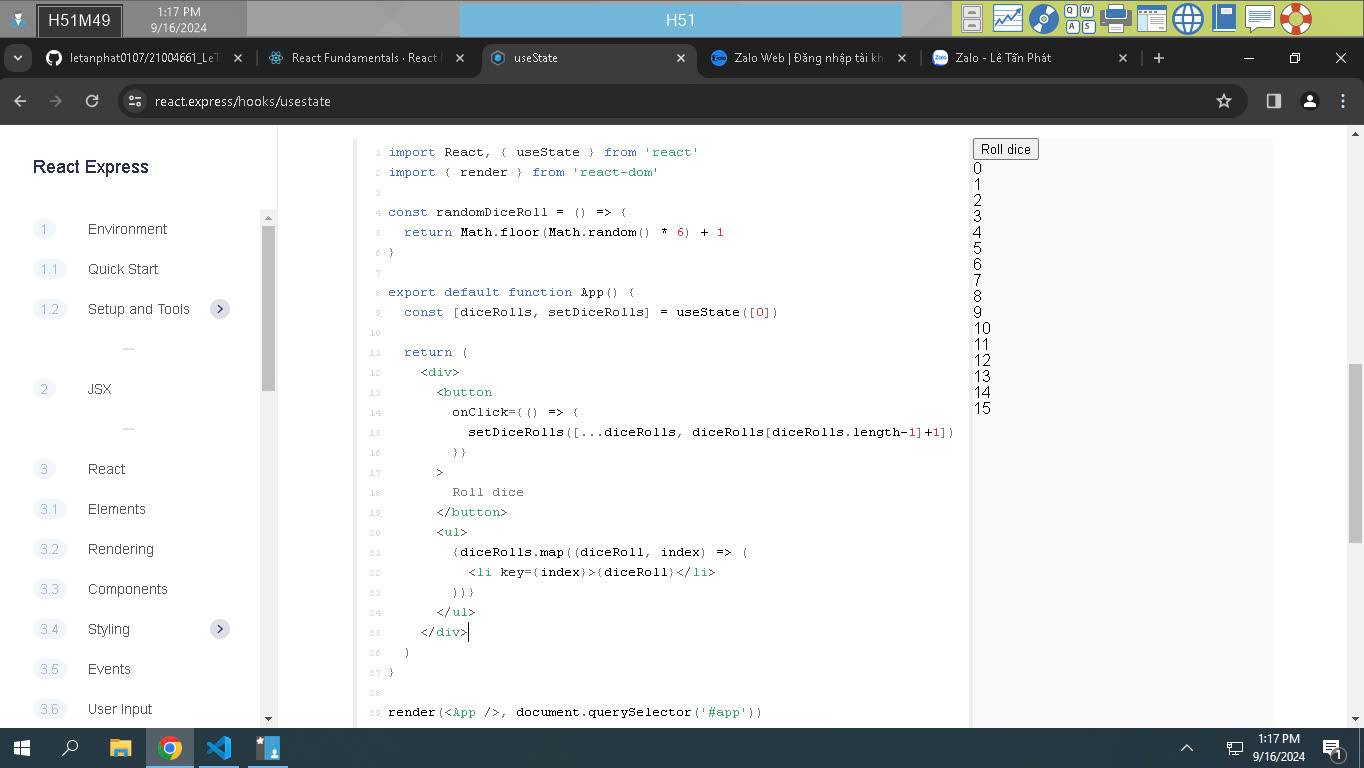 H51M49
1:17 PM
9/16/2024
H51
letanphat0107/21004661_LeT
React Fundamentals · React
useState
Zalo Web | Đăng nhập tài kh
Zalo - Lê Tấn Phát
react.express/hooks/usestate
React Express
1 Environment
1.1 Quick Start
1.2 Setup and Tools
2 JSX
3 React
3.1 Elements
3.2 Rendering
3.3 Components
3.4 Styling
3.5 Events
3.6 User Input
1 import React, { useState } from 'react'
2 import { render } from 'react-dom'
3
4 const randomDiceRoll = () => {
5   return Math.floor(Math.random() * 6) + 1
6 }
7
8 export default function App() {
9   const [diceRolls, setDiceRolls] = useState([0])
10
11   return (
12     <div>
13       <button
14         onClick={() => {
15           setDiceRolls([...diceRolls, diceRolls[diceRolls.length-1]+1])
16         }}
17       >
18         Roll dice
19       </button>
20       <ul>
21         {diceRolls.map((diceRoll, index) => (
22           <li key={index}>{diceRoll}</li>
23         ))}
24       </ul>
25     </div>
26   )
27 }
28
29 render(<App />, document.querySelector('#app'))
Roll dice
0
1
2
3
4
5
6
7
8
9
10
11
12
13
14
15
1:17 PM
9/16/2024
1